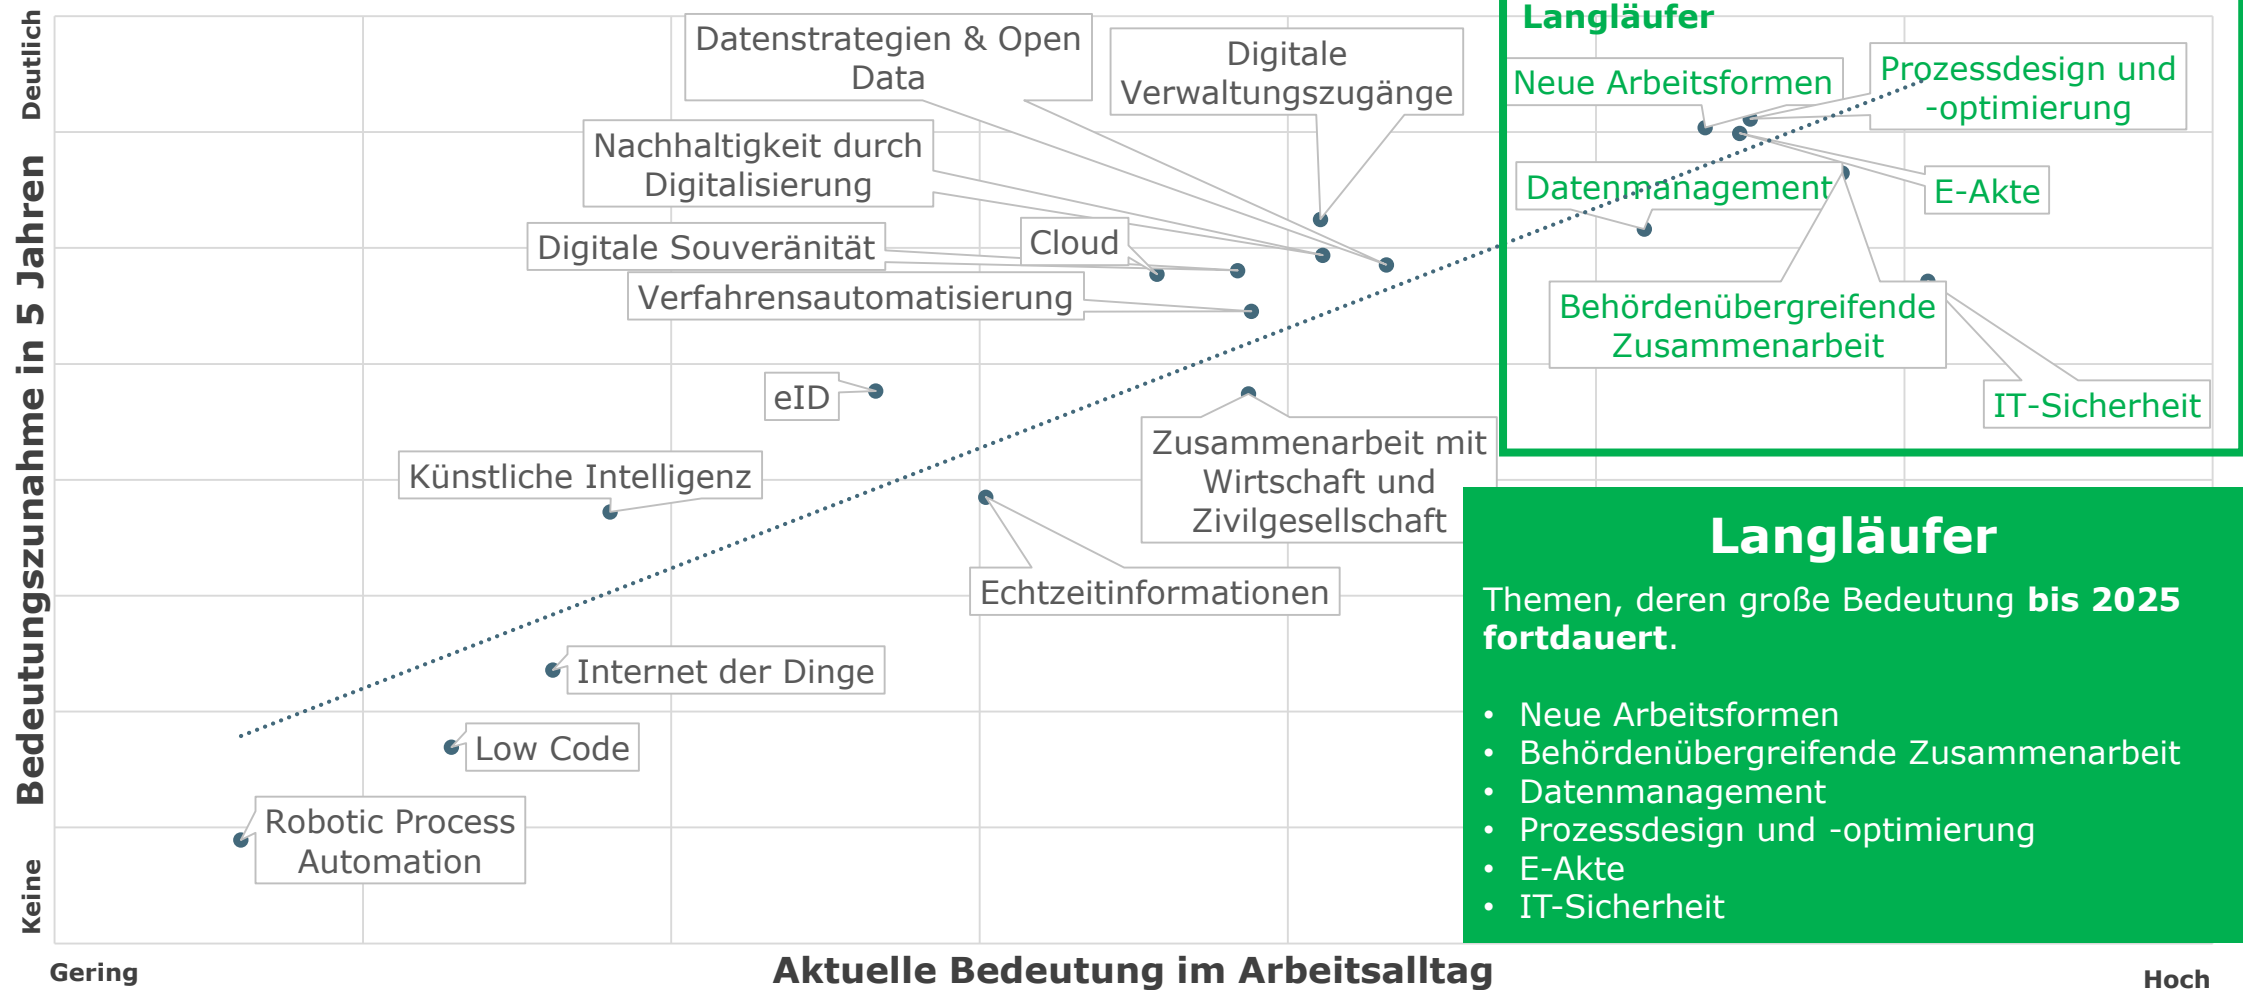 Deutlich
Bedeutungszunahme in 5 Jahren
Keine
Datenstrategien & Open
Data
Digitale
Verwaltungszugänge
Nachhaltigkeit durch
Digitalisierung
Digitale Souveränität
Cloud
Verfahrensautomatisierung
eID
Künstliche Intelligenz
Zusammenarbeit mit
Wirtschaft und
Zivilgesellschaft
Echtzeitinformationen
Internet der Dinge
Low Code
Robotic Process
Automation
Langläufer
Neue Arbeitsformen
Prozessdesign und
-optimierung
Datenmanagement
E-Akte
Behördenübergreifende
Zusammenarbeit
IT-Sicherheit
Langläufer
Themen, deren große Bedeutung bis 2025
fortdauert.
• Neue Arbeitsformen
• Behördenübergreifende Zusammenarbeit
• Datenmanagement
• Prozessdesign und -optimierung
• E-Akte
• IT-Sicherheit
Gering
Aktuelle Bedeutung im Arbeitsalltag
Hoch